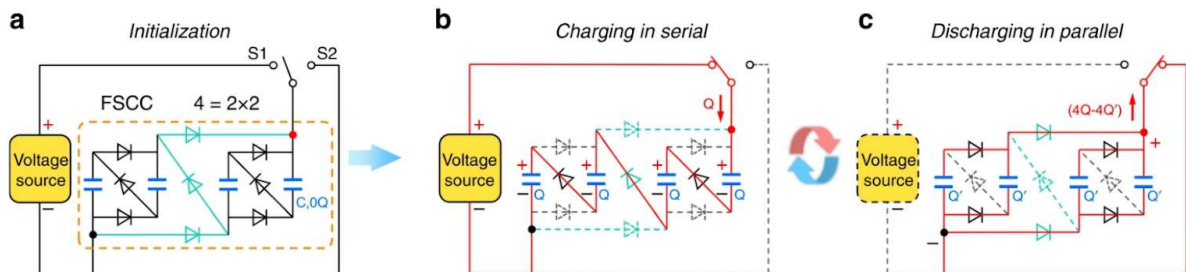 a
Initialization
S1
S2
FSCC
4 = 2×2
+
Voltage
source
−
C,0Q
b
Charging in serial
Q
+
Voltage
source
−
+
+
+
+
−
−
−
−
Q
Q
Q
Q
c
Discharging in parallel
(4Q-4Q′)
+
Voltage
source
−
+
Q′
Q′
Q′
Q′
−